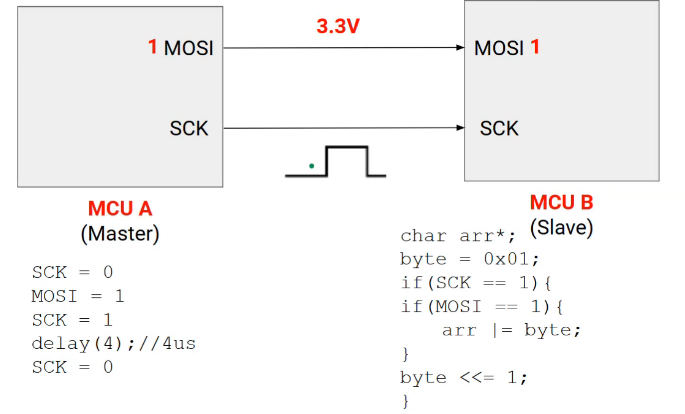 3.3V
1 MOSI
MOSI 1
SCK
SCK
MCU A
(Master)
SCK = 0
MOSI = 1
SCK = 1
delay(4);//4us
SCK = 0
MCU B
(Slave)
char arr*;
byte = 0x01;
if(SCK == 1){
if(MOSI == 1){
arr |= byte;
}
byte <<= 1;
}